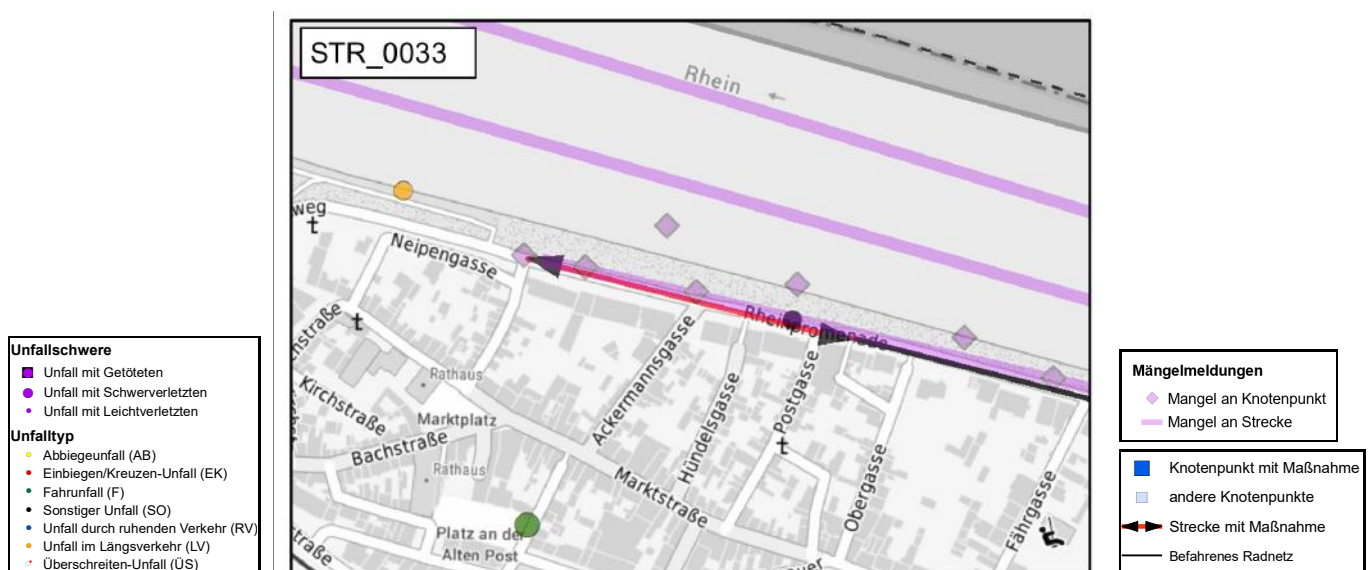 STR_0033
Rhein
weg
Neipengasse
Rheinpromenade
nstraße
Rathaus
Kirchstraße
Marktplatz
Bachstraße
Rathaus
Ackermannsgasse
Hündelsgasse
Postgasse
Marktstraße
Obergasse
Fährgasse
Platz an der
Alten Post
straße
auer
Unfallschwere
Unfall mit Getöteten
Unfall mit Schwerverletzten
Unfall mit Leichtverletzten
Unfalltyp
Abbiegeunfall (AB)
Einbiegen/Kreuzen-Unfall (EK)
Fahrunfall (F)
Sonstiger Unfall (SO)
Unfall durch ruhenden Verkehr (RV)
Unfall im Längsverkehr (LV)
Überschreiten-Unfall (ÜS)
Mängelmeldungen
Mangel an Knotenpunkt
Mangel an Strecke
Knotenpunkt mit Maßnahme
andere Knotenpunkte
Strecke mit Maßnahme
Befahrenes Radnetz